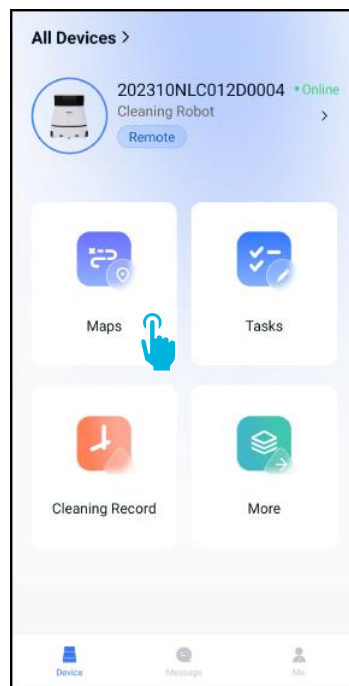 All Devices >
202310NLC012D0004 • Online
Cleaning Robot
Remote
Maps
Tasks
Cleaning Record
More
Device
Message
Me